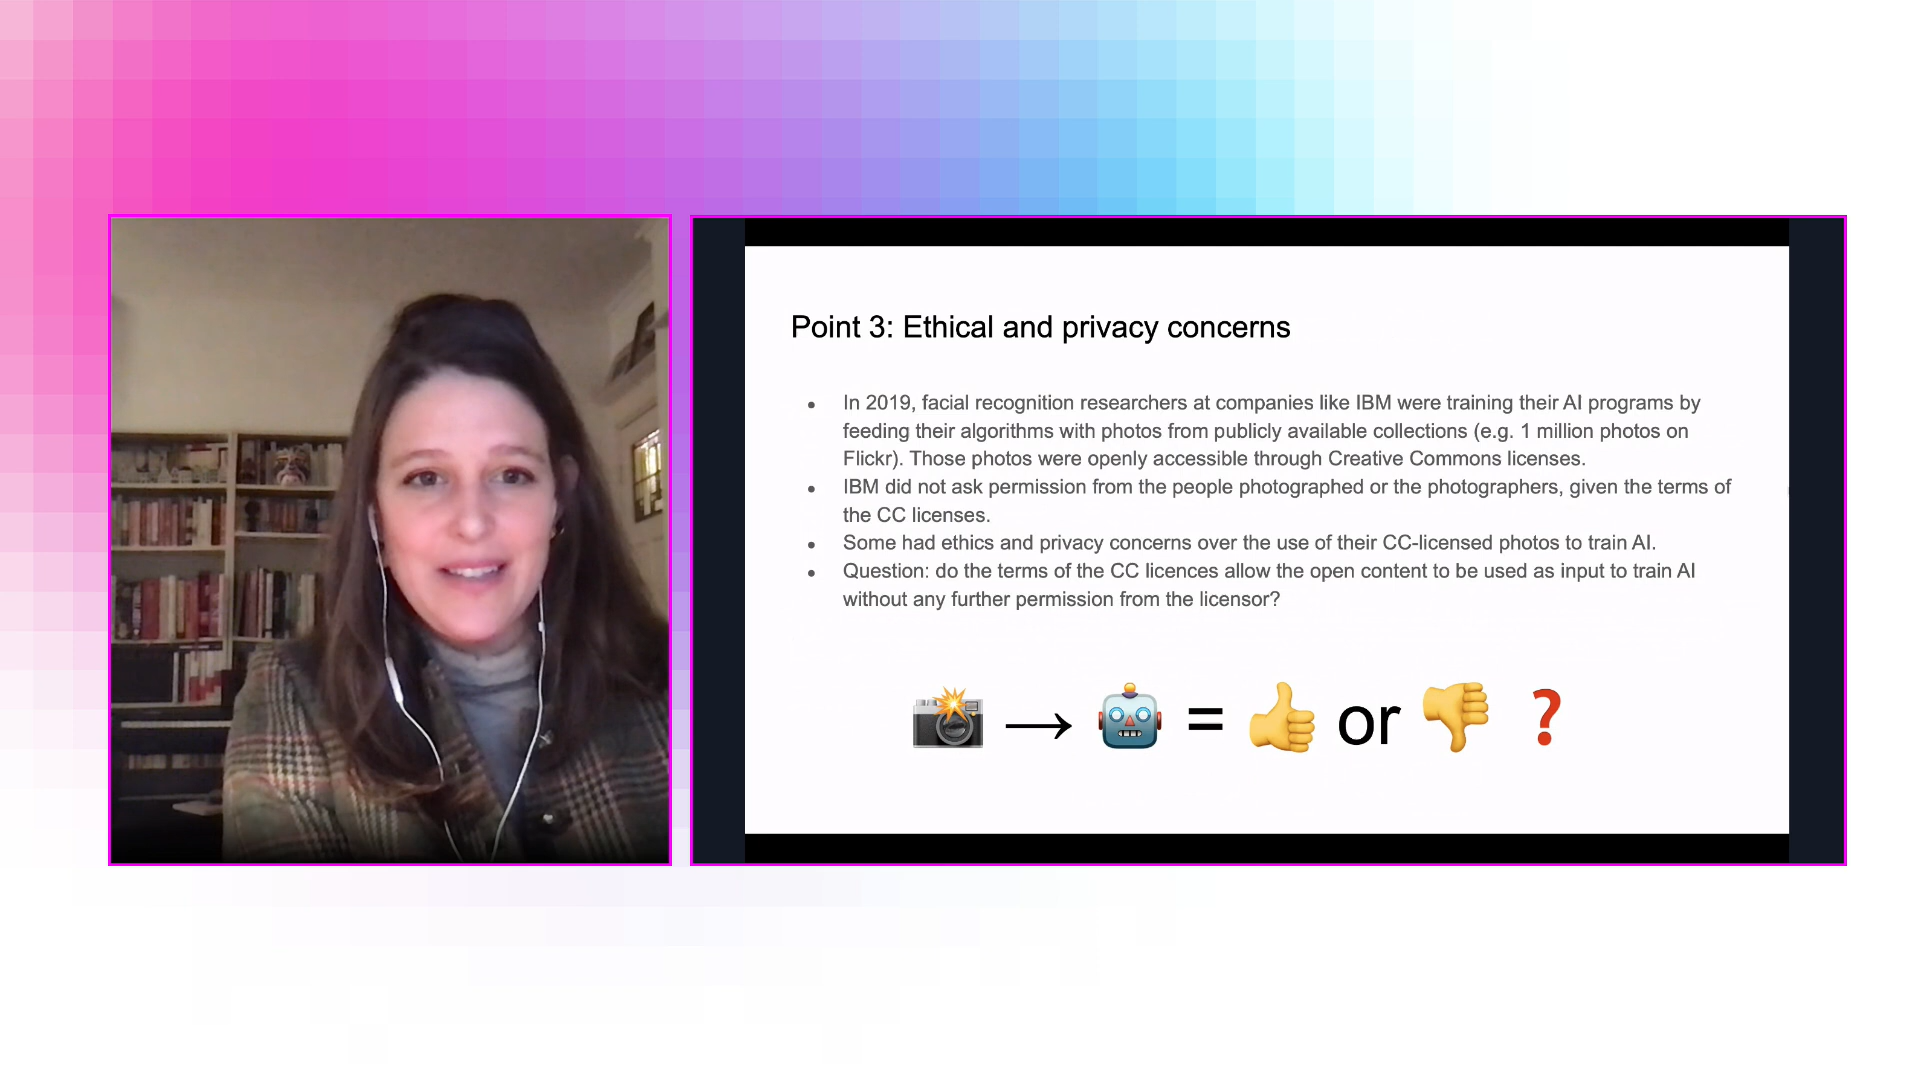 Point 3: Ethical and privacy concerns
● In 2019, facial recognition researchers at companies like IBM were training their AI programs by
feeding their algorithms with photos from publicly available collections (e.g. 1 million photos on
Flickr). Those photos were openly accessible through Creative Commons licenses.
● IBM did not ask permission from the people photographed or the photographers, given the terms of
the CC licenses.
● Some had ethics and privacy concerns over the use of their CC-licensed photos to train AI.
● Question: do the terms of the CC licences allow the open content to be used as input to train AI
without any further permission from the licensor?
📸 → 🤖 = 👍 or 👎 ❓